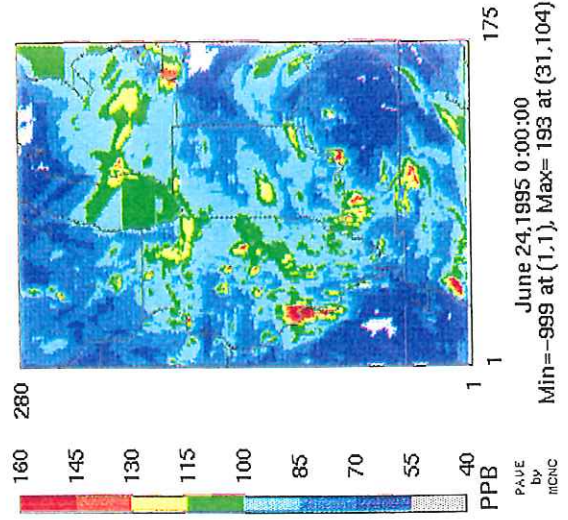 160
145
130
115
100
85
70
55
40
PPB
PAVE
by
MCNC
280
1
1
175
June 24,1995 0:00:00
Min=-999 at (1,1), Max= 193 at (31,104)